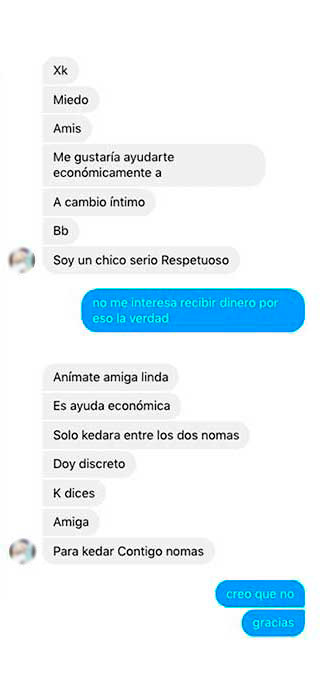 Xk
Miedo
Amis
Me gustaría ayudarte
económicamente a
A cambio íntimo
Bb
Soy un chico serio Respetuoso
no me interesa recibir dinero por
eso la verdad
Anímate amiga linda
Es ayuda económica
Solo kedara entre los dos nomas
Doy discreto
K dices
Amiga
Para kedar Contigo nomas
creo que no
gracias